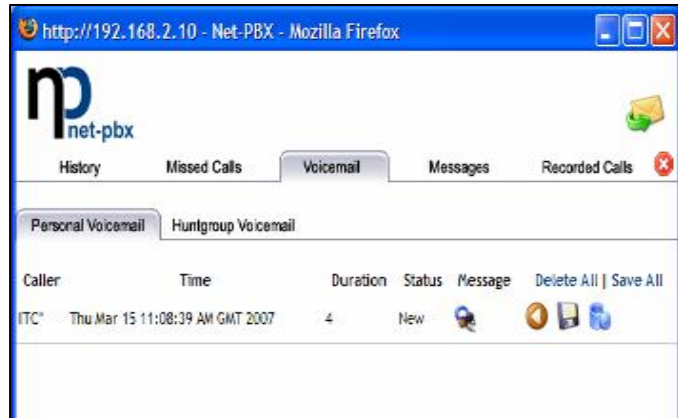 http://192.168.2.10 - Net-PBX - Mozilla Firefox
np
net-pbx
History Missed Calls Voicemail Messages Recorded Calls
Personal Voicemail Huntgroup Voicemail
Caller Time Duration Status Message Delete All | Save All
ITC" Thu Mar 15 11:08:39 AM GMT 2007 4 New